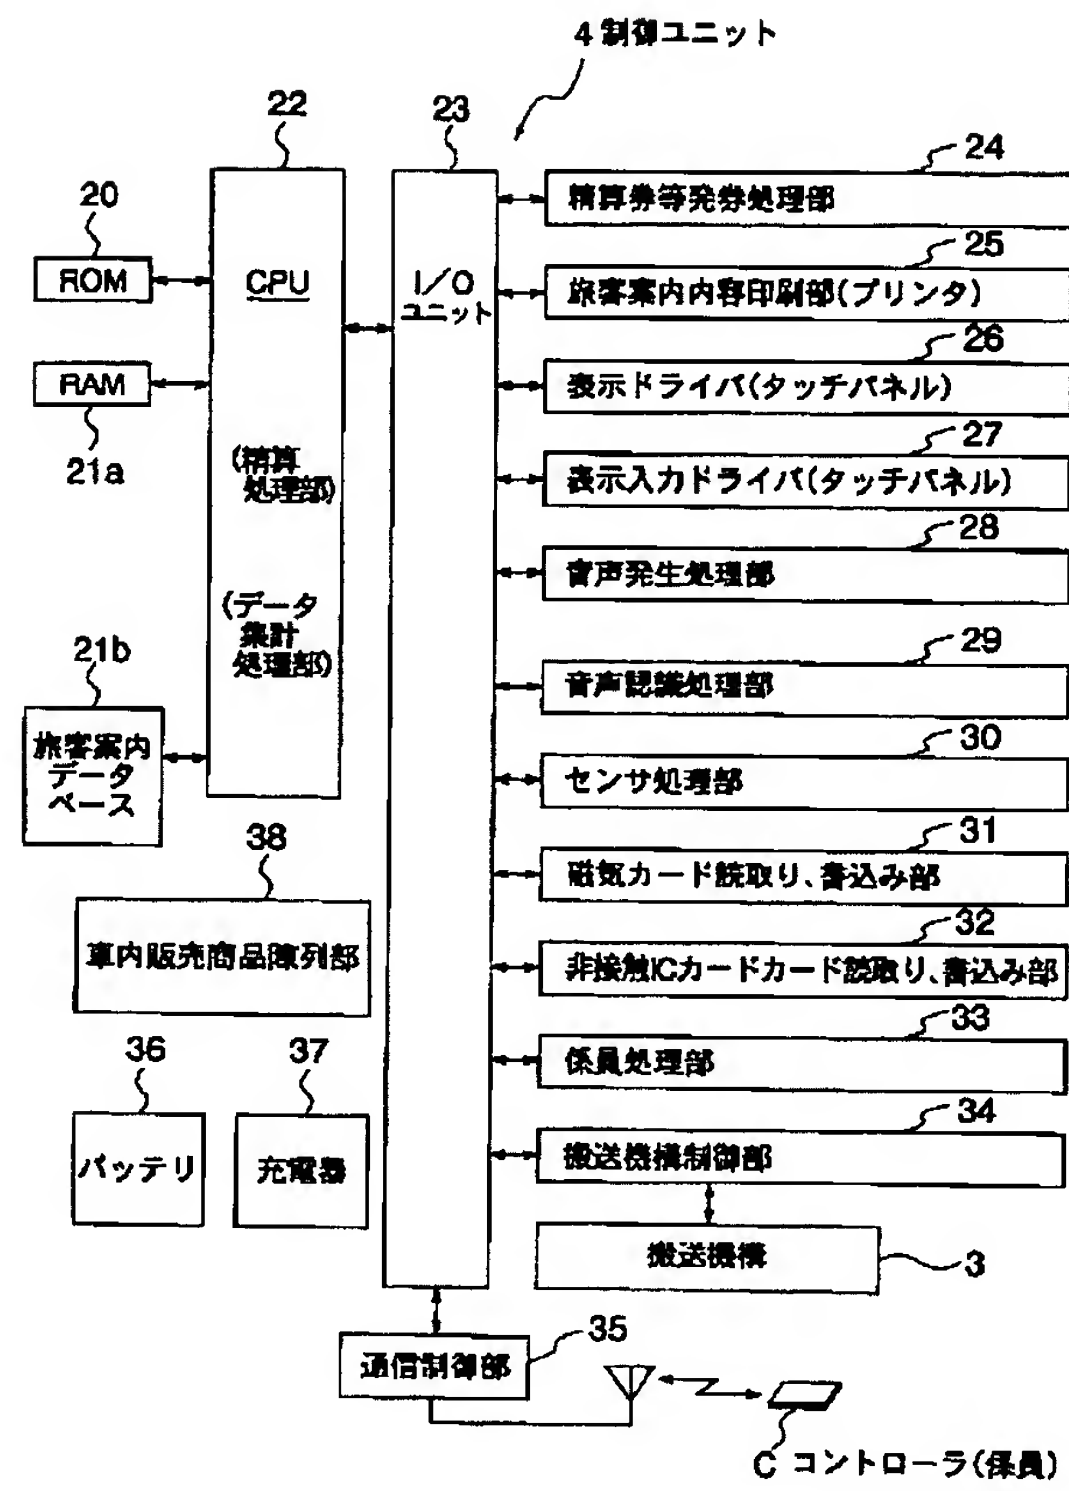 4 制御ユニット
22
23
24
精算券等発券処理部
20
ROM
CPU
I/O
ユニット
25
旅客案内内容印刷部(プリンタ)
26
表示ドライバ(タッチパネル)
RAM
21a
27
表示入力ドライバ(タッチパネル)
(精算
処理部)
28
音声発生処理部
(データ
集計
処理部)
29
音声認識処理部
21b
旅客案内
データ
ベース
30
センサ処理部
31
磁気カード読取り、書込み部
38
車内販売商品陳列部
32
非接触ICカードカード読取り、書込み部
33
係員処理部
36
バッテリ
37
充電器
34
搬送機構制御部
搬送機構
3
35
通信制御部
C コントローラ(係員)